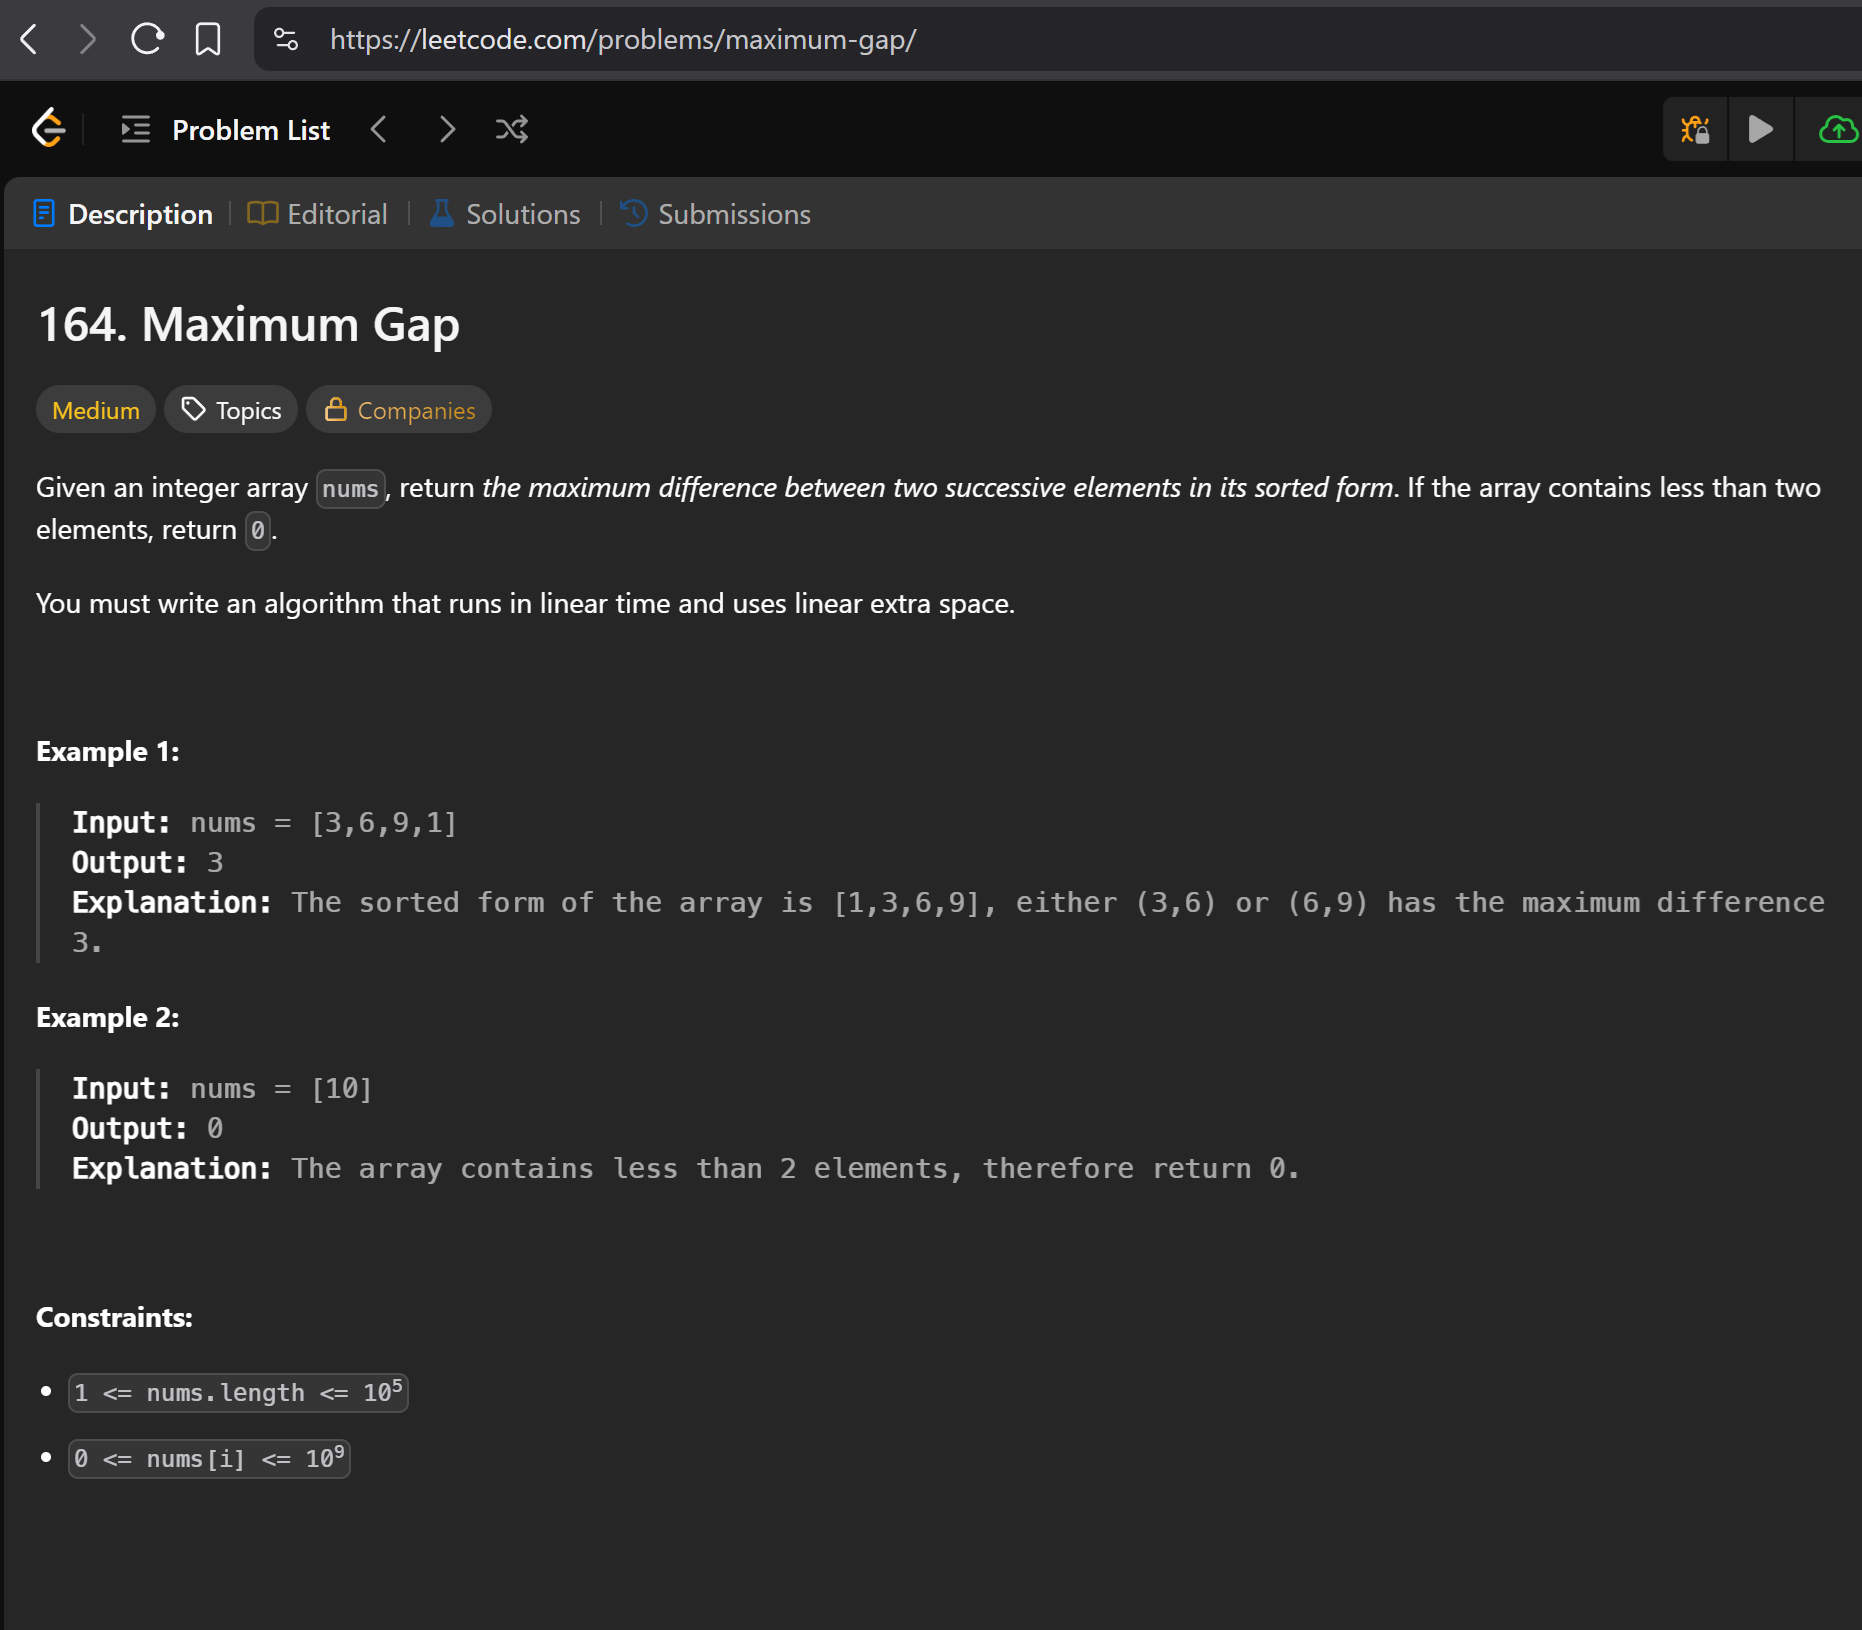 https://leetcode.com/problems/maximum-gap/
Problem List
Description
Editorial
Solutions
Submissions
164. Maximum Gap
Medium
Topics
Companies
Given an integer array nums, return the maximum difference between two successive elements in its sorted form. If the array contains less than two
elements, return 0.
You must write an algorithm that runs in linear time and uses linear extra space.
Example 1:
Input: nums = [3,6,9,1]
Output: 3
Explanation: The sorted form of the array is [1,3,6,9], either (3,6) or (6,9) has the maximum difference
3.
Example 2:
Input: nums = [10]
Output: 0
Explanation: The array contains less than 2 elements, therefore return 0.
Constraints:
• 1 <= nums.length <= 10⁵
• 0 <= nums[i] <= 10⁹